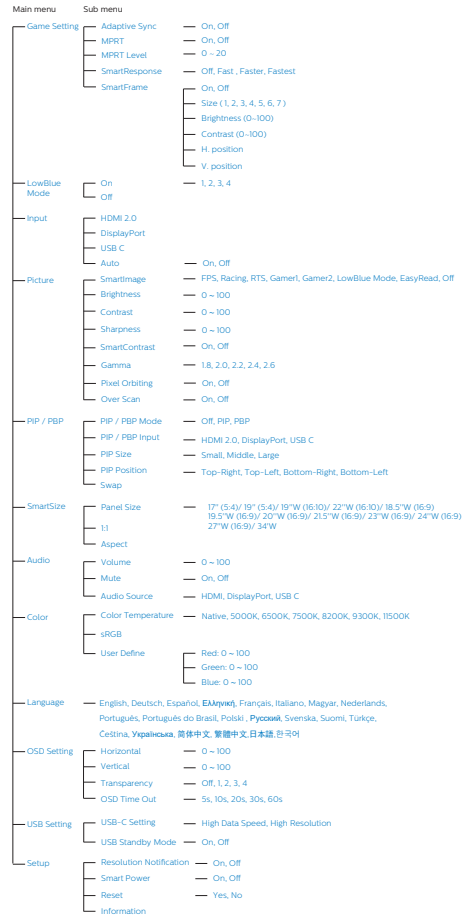 Main menu Sub menu
Game Setting Adaptive Sync On, Off
MPRT On, Off
MPRT Level 0 ~ 20
SmartResponse Off, Fast , Faster, Fastest
SmartFrame
On, Off
Size ( 1, 2, 3, 4, 5, 6, 7 )
Brightness (0~100)
Contrast (0~100)
H. position
V. position
LowBlue On 1, 2, 3, 4
Mode Off
Input HDMI 2.0
DisplayPort
USB C
Auto On, Off
Picture SmartImage FPS, Racing, RTS, Gamer1, Gamer2, LowBlue Mode, EasyRead, Off
Brightness 0 ~ 100
Contrast 0 ~ 100
Sharpness 0 ~ 100
SmartContrast On, Off
Gamma 1.8, 2.0, 2.2, 2.4, 2.6
Pixel Orbiting On, Off
Over Scan On, Off
PIP / PBP PIP / PBP Mode Off, PIP, PBP
PIP / PBP Input HDMI 2.0, DisplayPort, USB C
PIP Size Small, Middle, Large
PIP Position Top-Right, Top-Left, Bottom-Right, Bottom-Left
Swap
SmartSize Panel Size 17" (5:4)/ 19" (5:4)/ 19"W (16:10)/ 22"W (16:10)/ 18.5"W (16:9)
19.5"W (16:9)/ 20"W (16:9)/ 21.5"W (16:9)/ 23"W (16:9)/ 24"W (16:9)
1:1 27"W (16:9)/ 34'W
Aspect
Audio Volume 0 ~ 100
Mute On, Off
Audio Source HDMI, DisplayPort, USB C
Color Color Temperature Native, 5000K, 6500K, 7500K, 8200K, 9300K, 11500K
sRGB
User Define Red: 0 ~ 100
Green: 0 ~ 100
Blue: 0 ~ 100
Language English, Deutsch, Español, Ελληνική, Français, Italiano, Magyar, Nederlands,
Português, Português do Brasil, Polski , Русский, Svenska, Suomi, Türkçe,
Čeština, Українська, 简体中文, 繁體中文,日本語,한국어
OSD Setting Horizontal 0 ~ 100
Vertical 0 ~ 100
Transparency Off, 1, 2, 3, 4
OSD Time Out 5s, 10s, 20s, 30s, 60s
USB Setting USB-C Setting High Data Speed, High Resolution
USB Standby Mode On, Off
Setup Resolution Notification On, Off
Smart Power On, Off
Reset Yes, No
Information